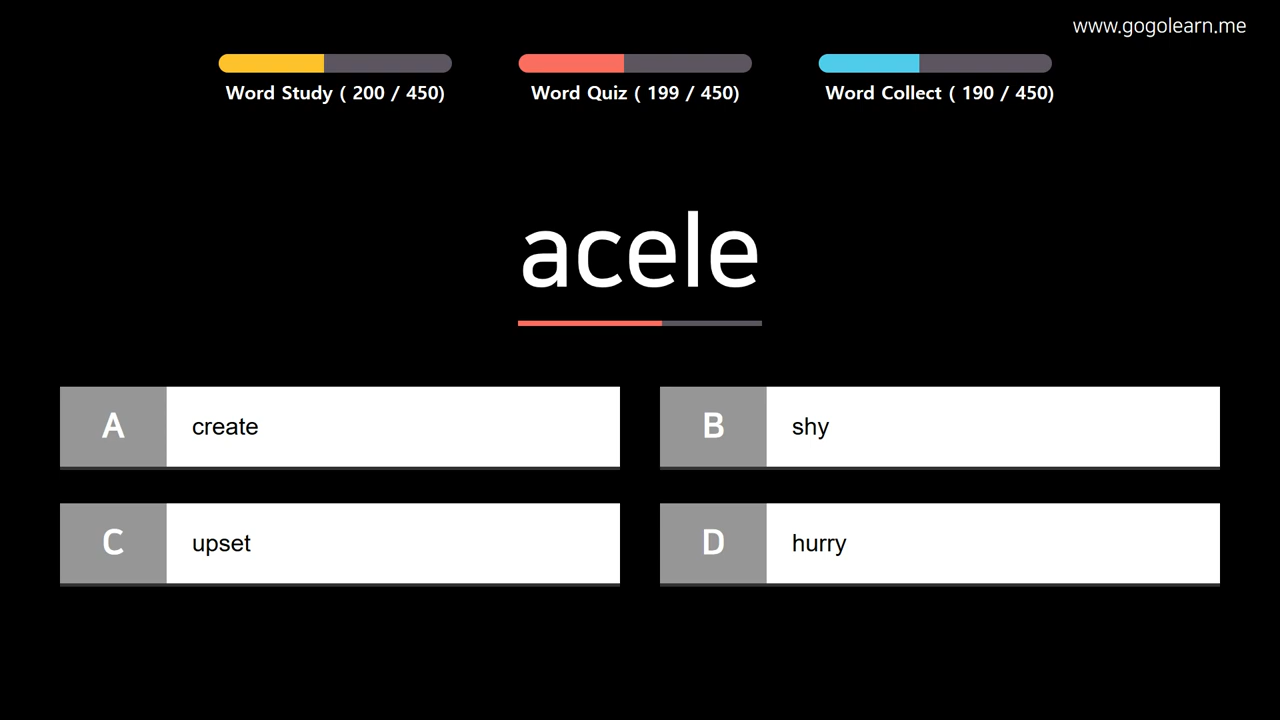 www.gogolearn.me
Word Study ( 200 / 450)
Word Quiz ( 199 / 450)
Word Collect ( 190 / 450)
acele
A create
B shy
C upset
D hurry